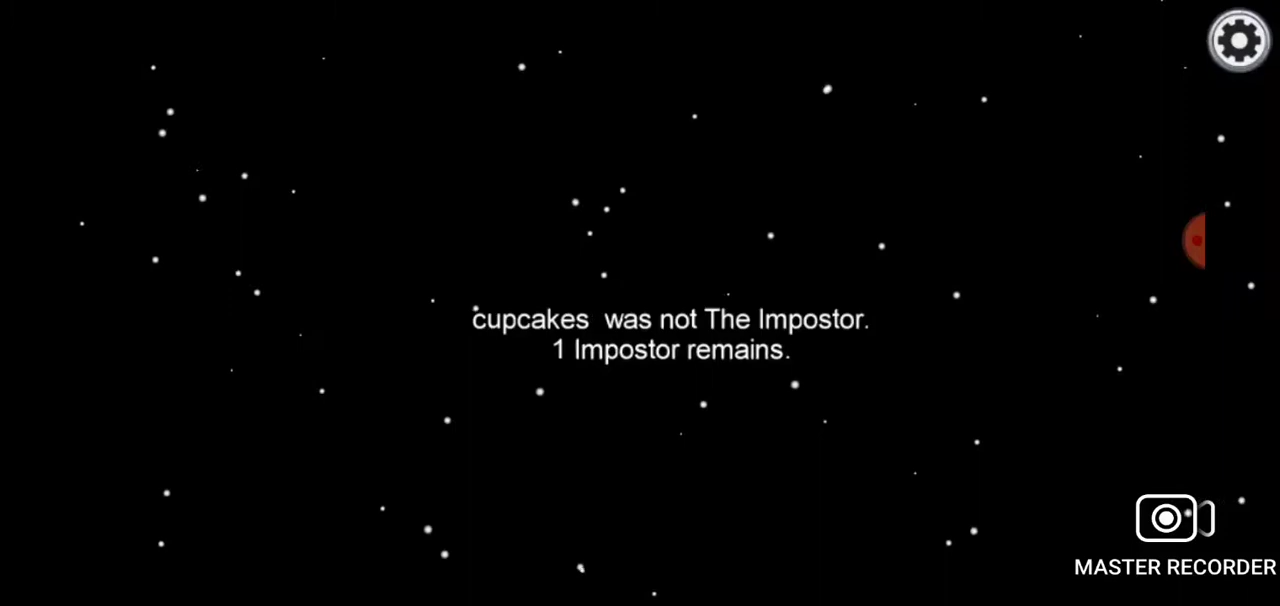 cupcakes  was not The Impostor.
1 Impostor remains.
MASTER RECORDER